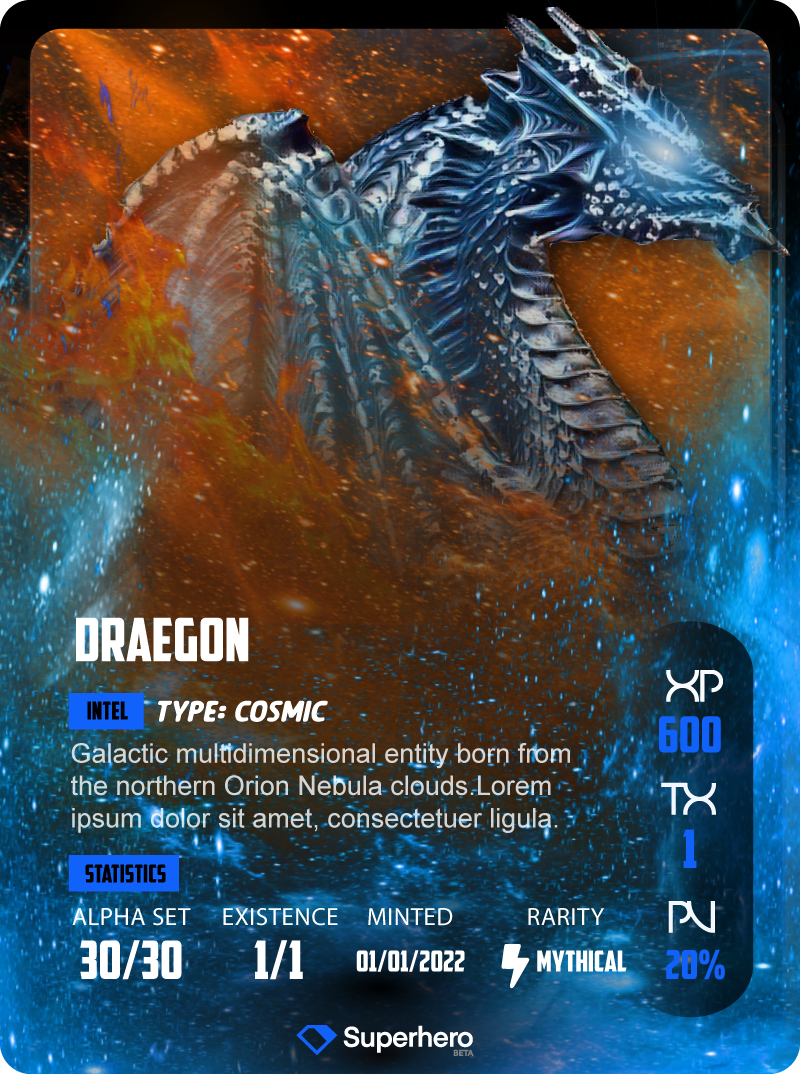 DRAEGON
INTEL TYPE: COSMIC
Galactic multidimensional entity born from
the northern Orion Nebula clouds.Lorem
ipsum dolor sit amet, consectetuer ligula.
XP
600
TX
1
PV
20%
STATISTICS
ALPHA SET EXISTENCE MINTED RARITY
30/30 1/1 01/01/2022 MYTHICAL
Superhero
BETA